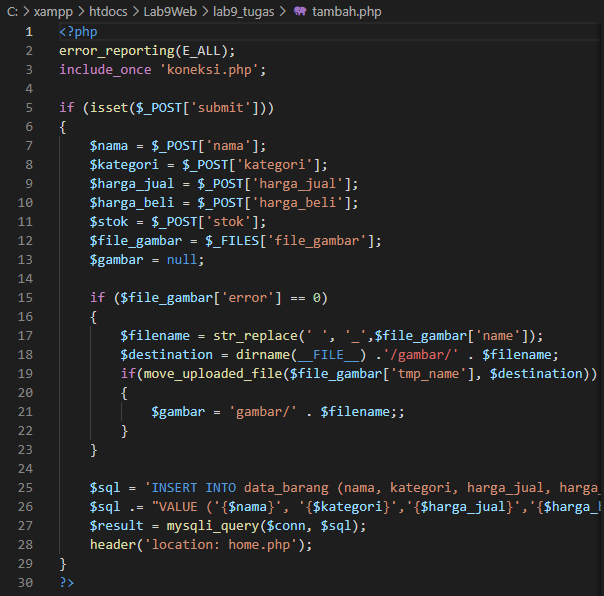 C: > xampp > htdocs > Lab9Web > lab9_tugas > tambah.php
1 <?php
2 error_reporting(E_ALL);
3 include_once 'koneksi.php';
4
5 if (isset($_POST['submit']))
6 {
7     $nama = $_POST['nama'];
8     $kategori = $_POST['kategori'];
9     $harga_jual = $_POST['harga_jual'];
10     $harga_beli = $_POST['harga_beli'];
11     $stok = $_POST['stok'];
12     $file_gambar = $_FILES['file_gambar'];
13     $gambar = null;
14
15     if ($file_gambar['error'] == 0)
16     {
17         $filename = str_replace(' ', '_',$file_gambar['name']);
18         $destination = dirname(__FILE__) .'/gambar/' . $filename;
19         if(move_uploaded_file($file_gambar['tmp_name'], $destination))
20         {
21             $gambar = 'gambar/' . $filename;;
22         }
23     }
24
25     $sql = 'INSERT INTO data_barang (nama, kategori, harga_jual, harga_
26     $sql .= "VALUE ('{$nama}', '{$kategori}','{$harga_jual}','{$harga_b
27     $result = mysqli_query($conn, $sql);
28     header('location: home.php');
29 }
30 ?>